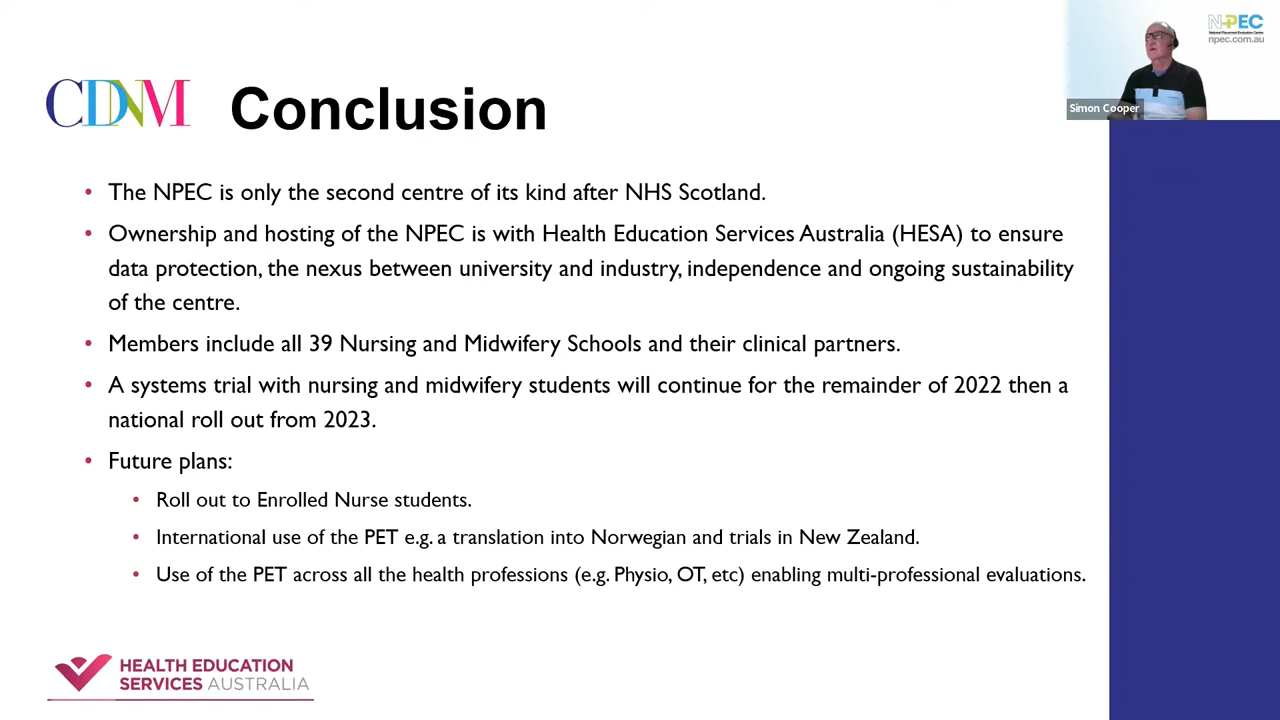 N-PEC
National Placement Evaluation Centre
npec.com.au
Simon Cooper
CDNM
Conclusion
• The NPEC is only the second centre of its kind after NHS Scotland.
• Ownership and hosting of the NPEC is with Health Education Services Australia (HESA) to ensure
data protection, the nexus between university and industry, independence and ongoing sustainability
of the centre.
• Members include all 39 Nursing and Midwifery Schools and their clinical partners.
• A systems trial with nursing and midwifery students will continue for the remainder of 2022 then a
national roll out from 2023.
• Future plans:
• Roll out to Enrolled Nurse students.
• International use of the PET e.g. a translation into Norwegian and trials in New Zealand.
• Use of the PET across all the health professions (e.g. Physio, OT, etc) enabling multi-professional evaluations.
HEALTH EDUCATION
SERVICES AUSTRALIA